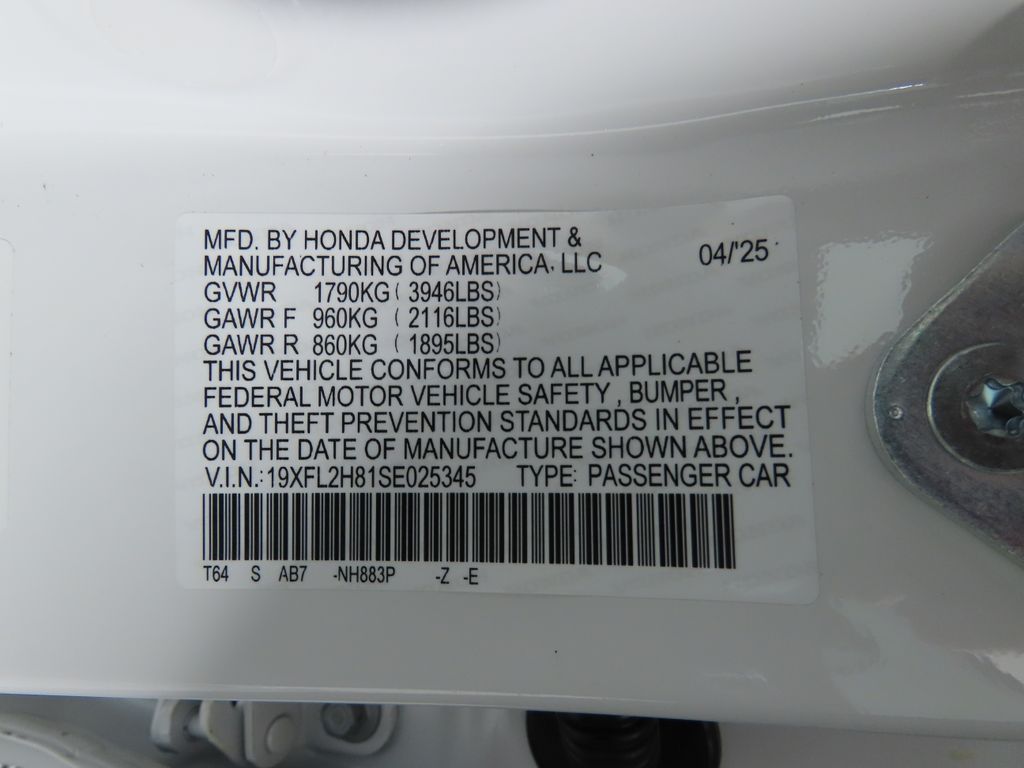 MFD. BY HONDA DEVELOPMENT &
MANUFACTURING OF AMERICA, LLC 04/'25
GVWR 1790KG ( 3946LBS)
GAWR F 960KG ( 2116LBS)
GAWR R 860KG ( 1895LBS)
THIS VEHICLE CONFORMS TO ALL APPLICABLE
FEDERAL MOTOR VEHICLE SAFETY , BUMPER ,
AND THEFT PREVENTION STANDARDS IN EFFECT
ON THE DATE OF MANUFACTURE SHOWN ABOVE.
V.I.N.: 19XFL2H81SE025345 TYPE: PASSENGER CAR
T64 S AB7 -NH883P -Z -E